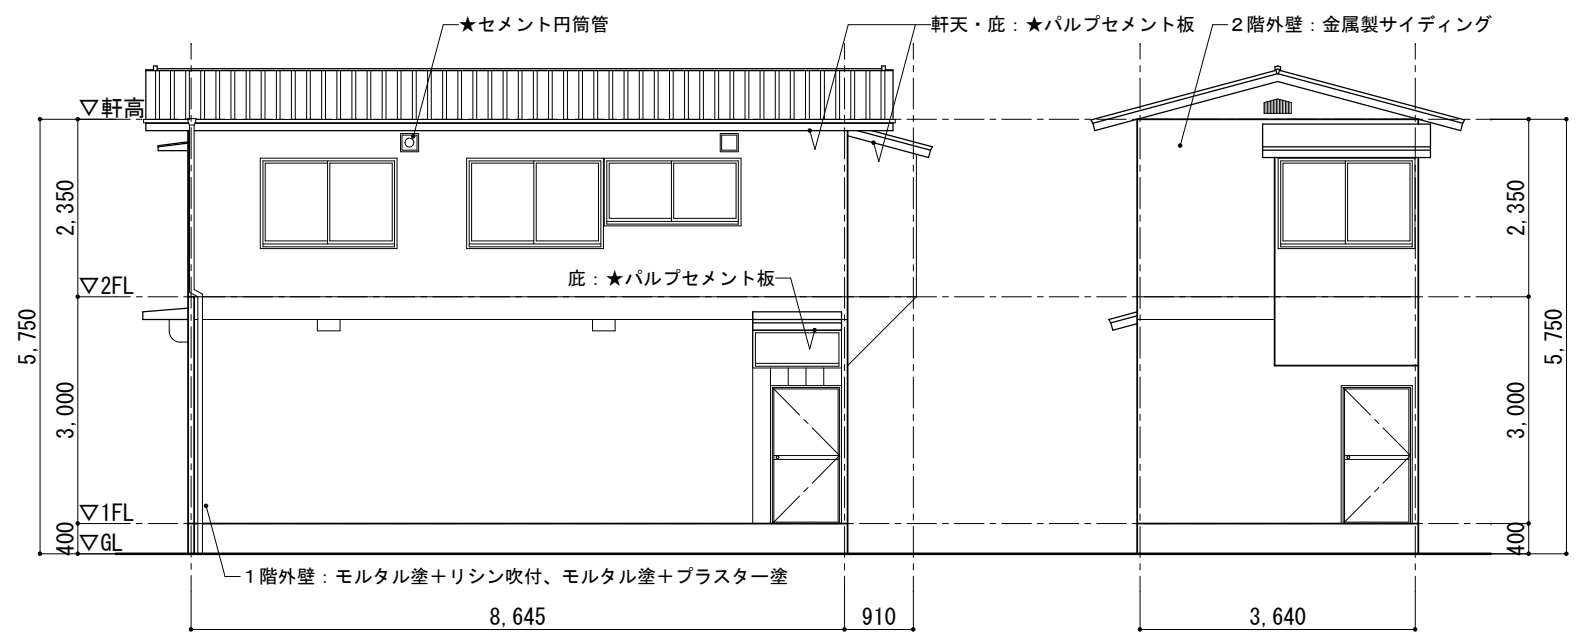 ★セメント円筒管
軒天・庇：★パルプセメント板
２階外壁：金属製サイディング
▽軒高
2,350
2,350
庇：★パルプセメント板
▽2FL
5,750
5,750
3,000
3,000
▽1FL
400
400
▽GL
１階外壁：モルタル塗＋リシン吹付、モルタル塗＋プラスター塗
8,645
910
3,640